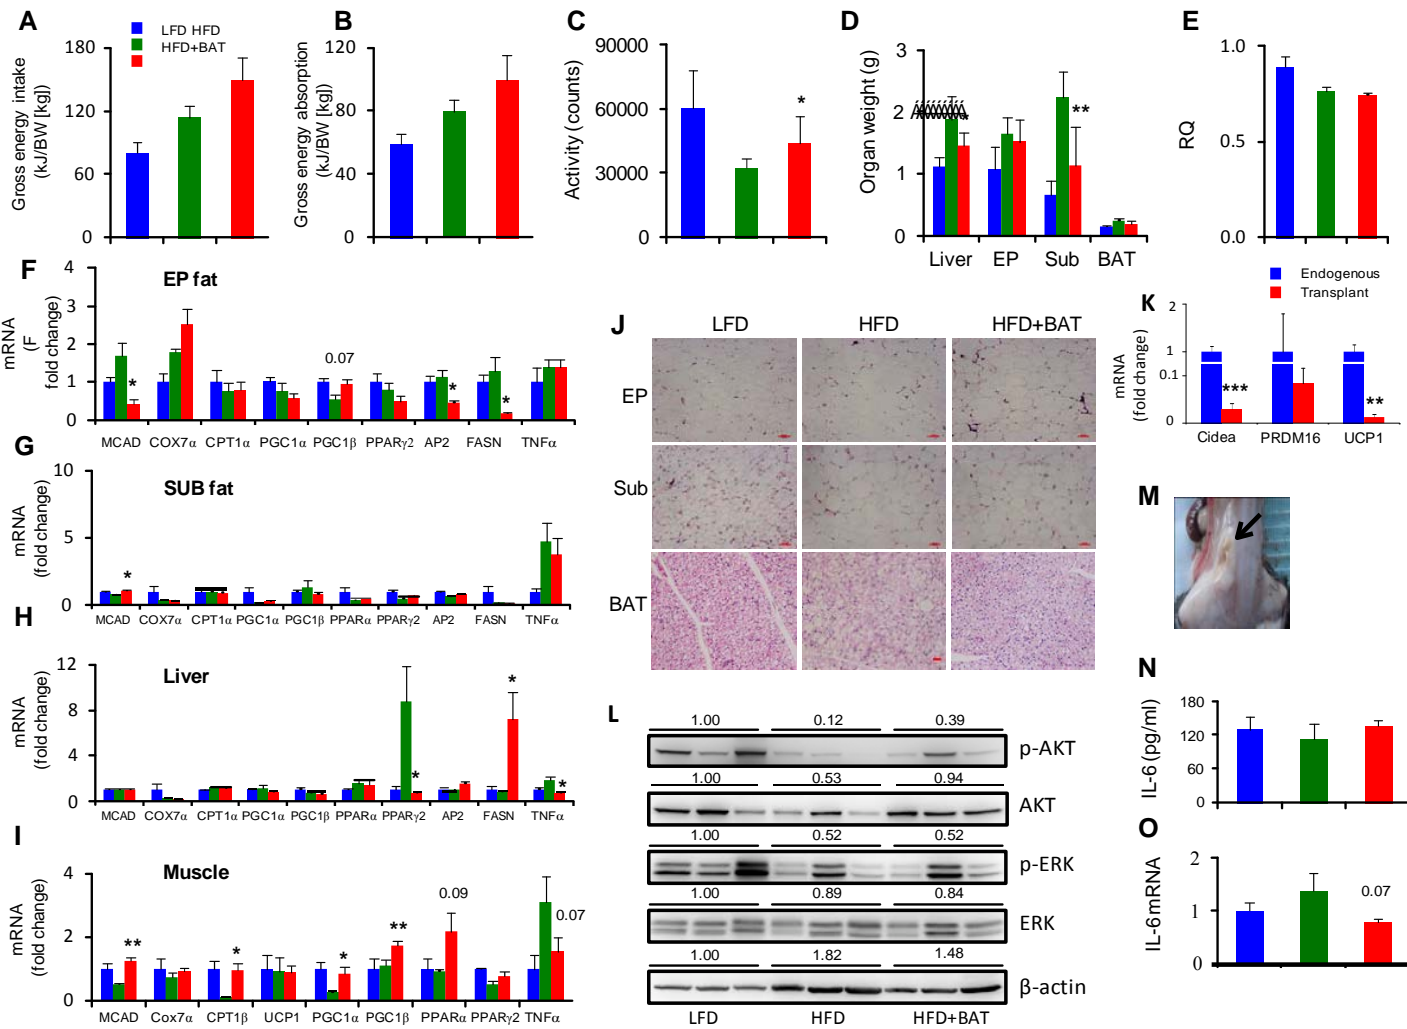 A
LFD HFD
HFD+BAT
Gross energy intake
(kJ/BW [kg])
180
120
60
0
B
Gross energy absorption
(kJ/BW [kg])
120
80
40
0
C
Activity (counts)
90000
60000
30000
0
*
D
Organ weight (g)
3
2
1
0
*
**
Liver EP Sub BAT
E
RQ
1.0
0.5
0.0
F
EP fat
mRNA
(F
fold change)
4
3
2
1
0
*
0.07
*
*
MCAD COX7α CPT1α PGC1α PGC1β PPARγ2 AP2 FASN TNFα
G
SUB fat
mRNA
(fold change)
10
5
0
*
MCAD COX7α CPT1α PGC1α PGC1β PPARα PPARγ2 AP2 FASN TNFα
H
Liver
mRNA
(fold change)
12
8
4
0
*
*
*
MCAD COX7α CPT1α PGC1α PGC1β PPARα PPARγ2 AP2 FASN TNFα
I
Muscle
mRNA
(fold change)
4
2
0
**
*
*
**
0.09
0.07
MCAD Cox7α CPT1β UCP1 PGC1α PGC1β PPARα PPARγ2 TNFα
J
LFD HFD HFD+BAT
EP
Sub
BAT
K
Endogenous
Transplant
mRNA
(fold change)
2
1
0.1
0
***
**
Cidea PRDM16 UCP1
L
1.00 0.12 0.39
p-AKT
1.00 0.53 0.94
AKT
1.00 0.52 0.52
p-ERK
1.00 0.89 0.84
ERK
1.00 1.82 1.48
β-actin
LFD HFD HFD+BAT
M
N
IL-6 (pg/ml)
180
120
60
0
O
IL-6mRNA
2
1
0
0.07